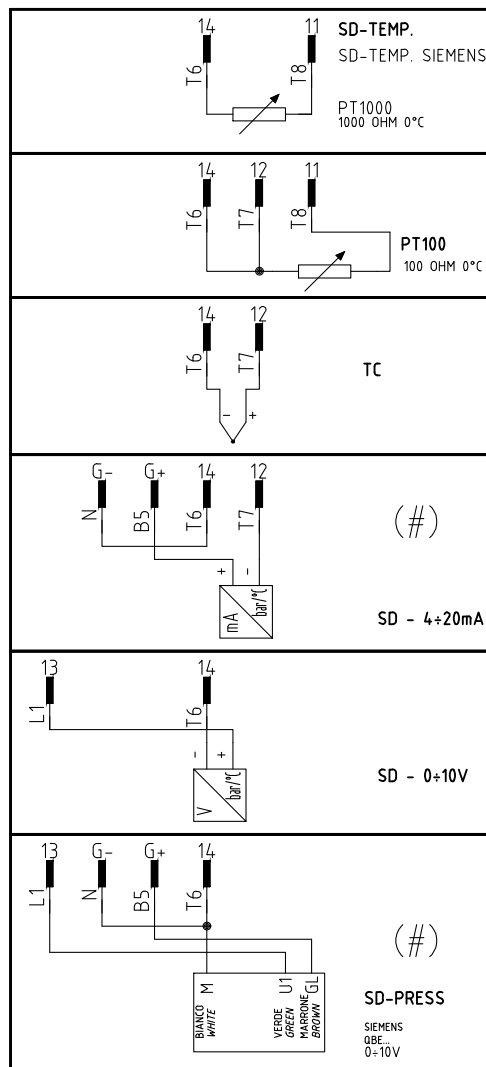 14 11 SD-TEMP.
SD-TEMP. SIEMENS
T6 T8
PT1000
1000 OHM 0°C
14 12 11
T6 T7 T8
PT100
100 OHM 0°C
14 12
T6 T7
TC
- +
G- G+ 14 12
N B5 T6 T7
(#)
+ -
mA bar/°C
SD - 4÷20mA
13 14
L1 T6
- +
V bar/°C
SD - 0÷10V
13 G- G+ 14
L1 N B5 T6
(#)
M U1 GL
BIANCO VERDE MARRONE
WHITE GREEN BROWN
SD-PRESS
SIEMENS
QBE...
0÷10V